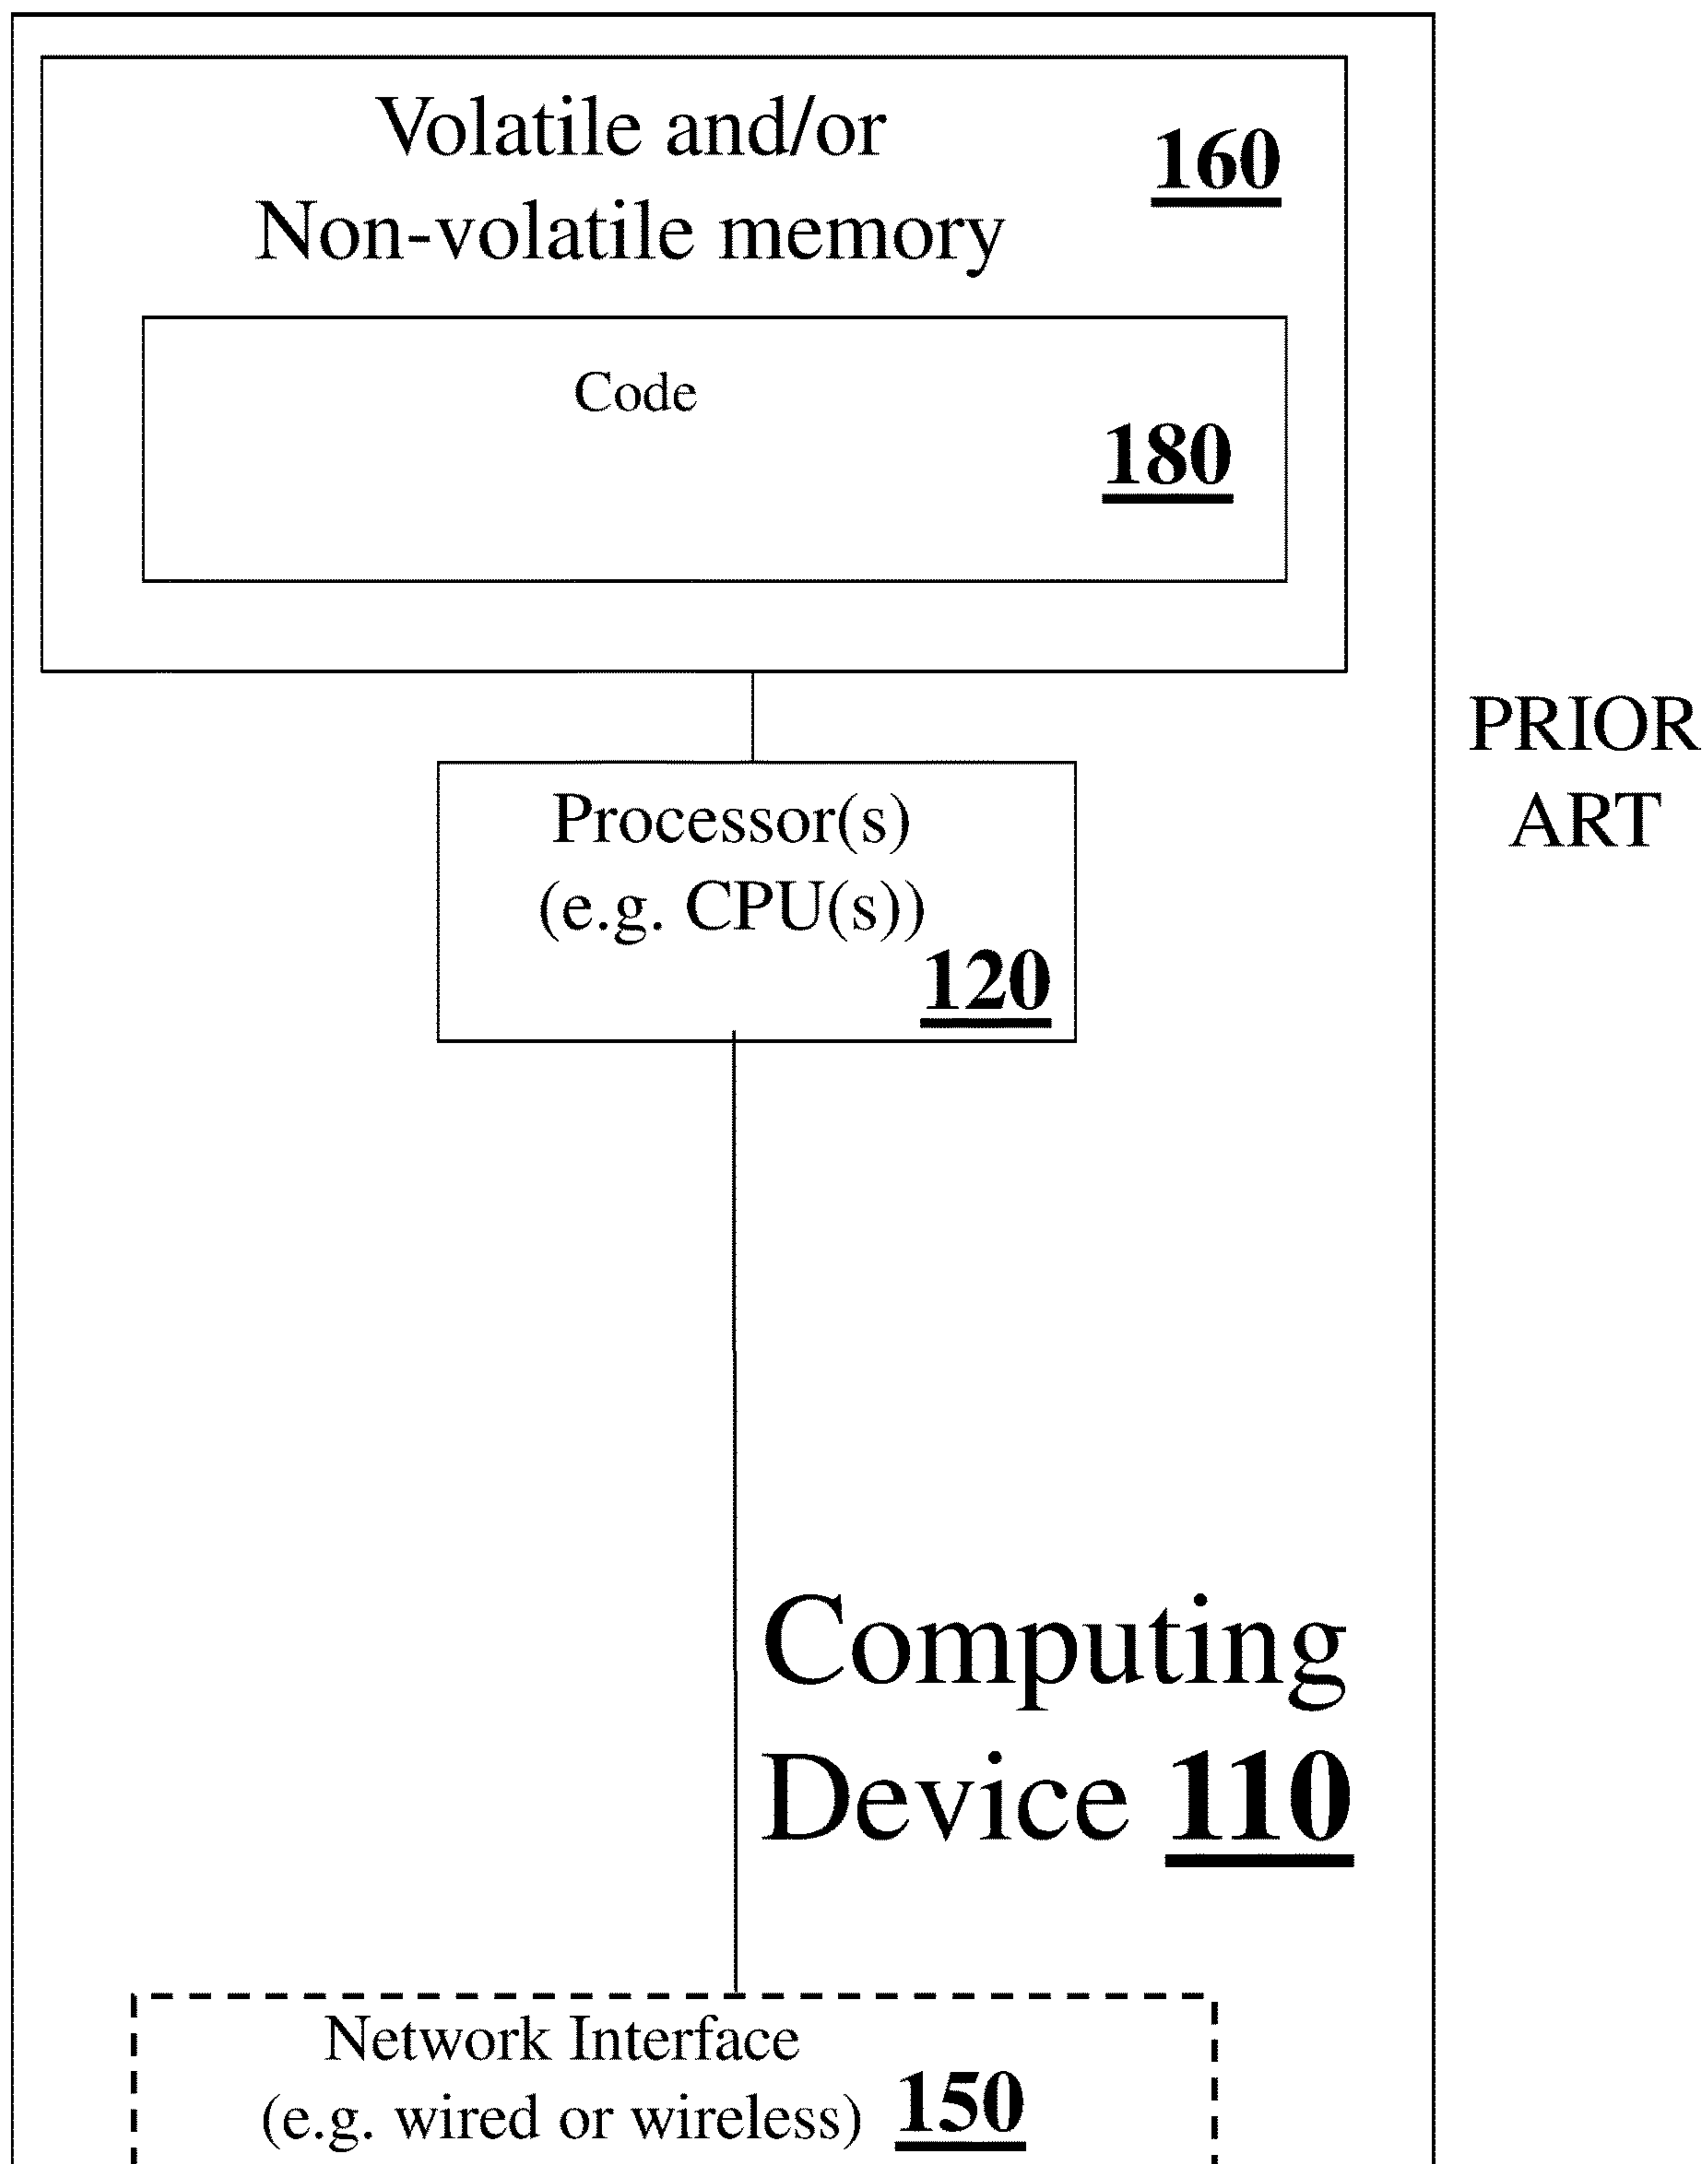 Volatile and/or
Non-volatile memory
160
Code
180
PRIOR
ART
Processor(s)
(e.g. CPU(s))
120
Computing
Device 110
Network Interface
(e.g. wired or wireless) 150